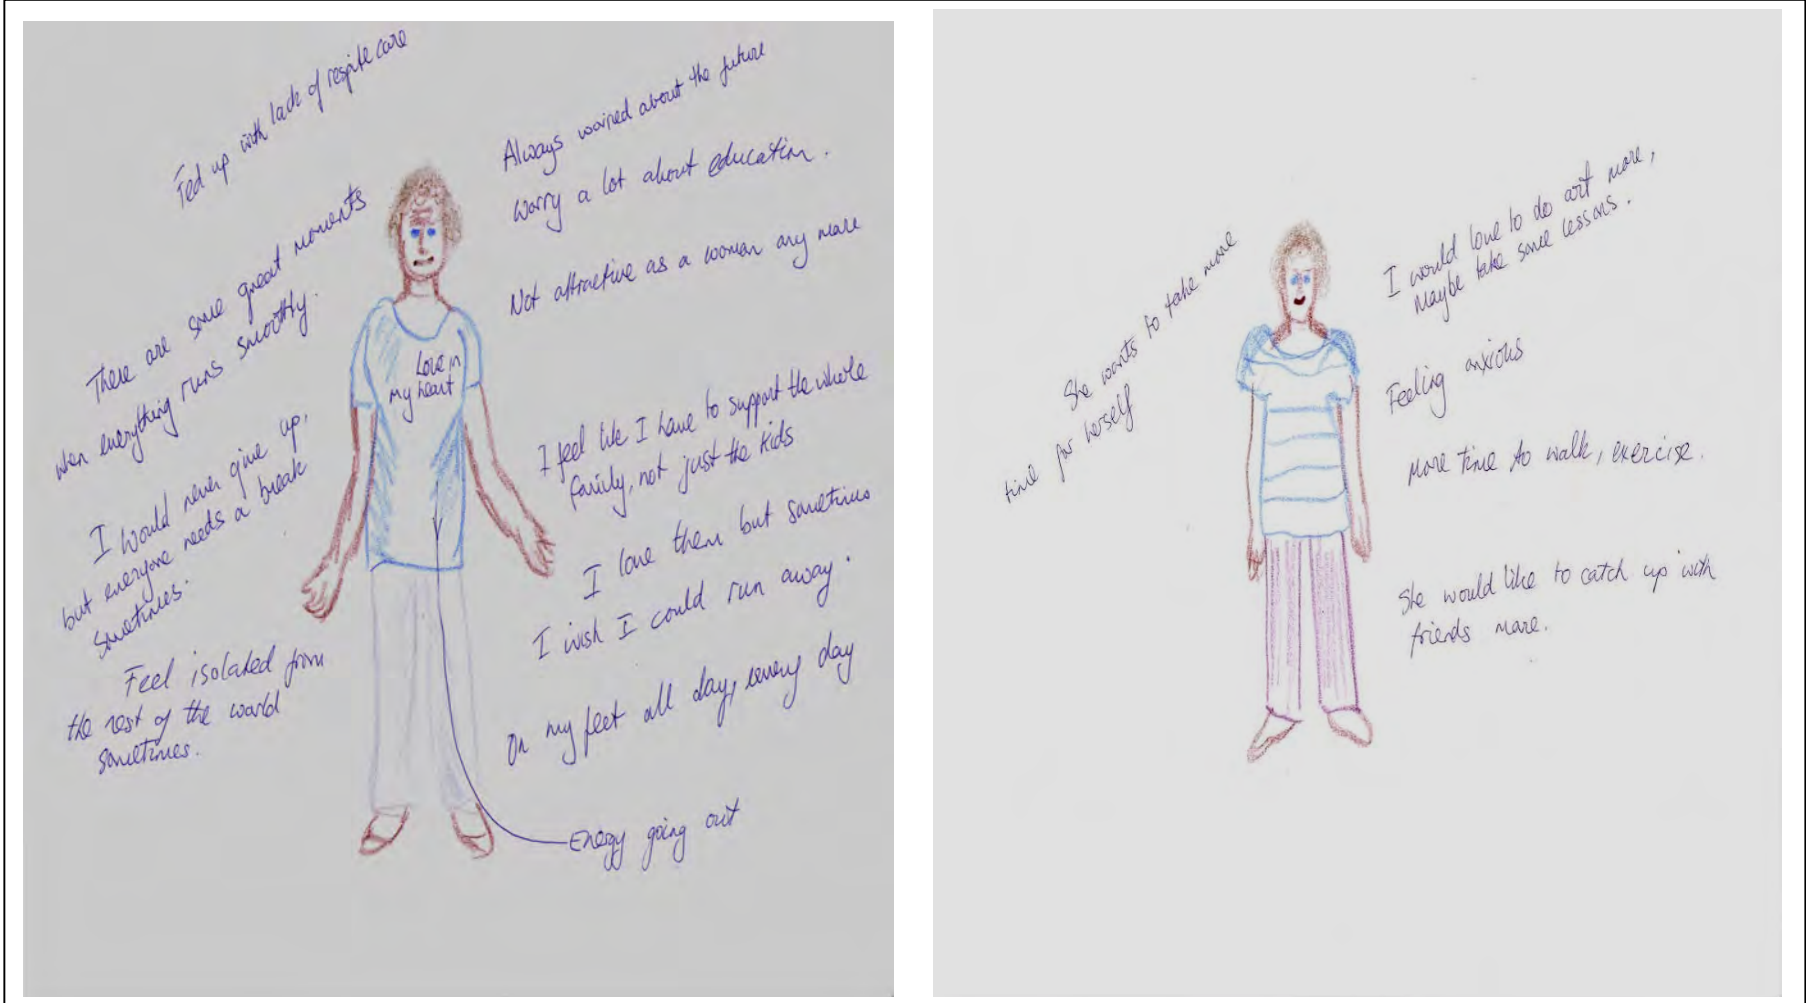 Fed up with lack of respite care
There are some great moments
when everything runs smoothly.
I would never give up,
but everyone needs a break
sometimes.
Feel isolated from
the rest of the world
sometimes.
Love in
my heart
Always worried about the future
Worry a lot about education.
Not attractive as a woman any more
I feel like I have to support the whole
family, not just the kids
I love them but sometimes
I wish I could run away.
On my feet all day, every day
Energy going out
She wants to take more
time for herself
I would love to do art more,
Maybe take some lessons.
Feeling anxious
More time to walk, exercise.
She would like to catch up with
friends more.